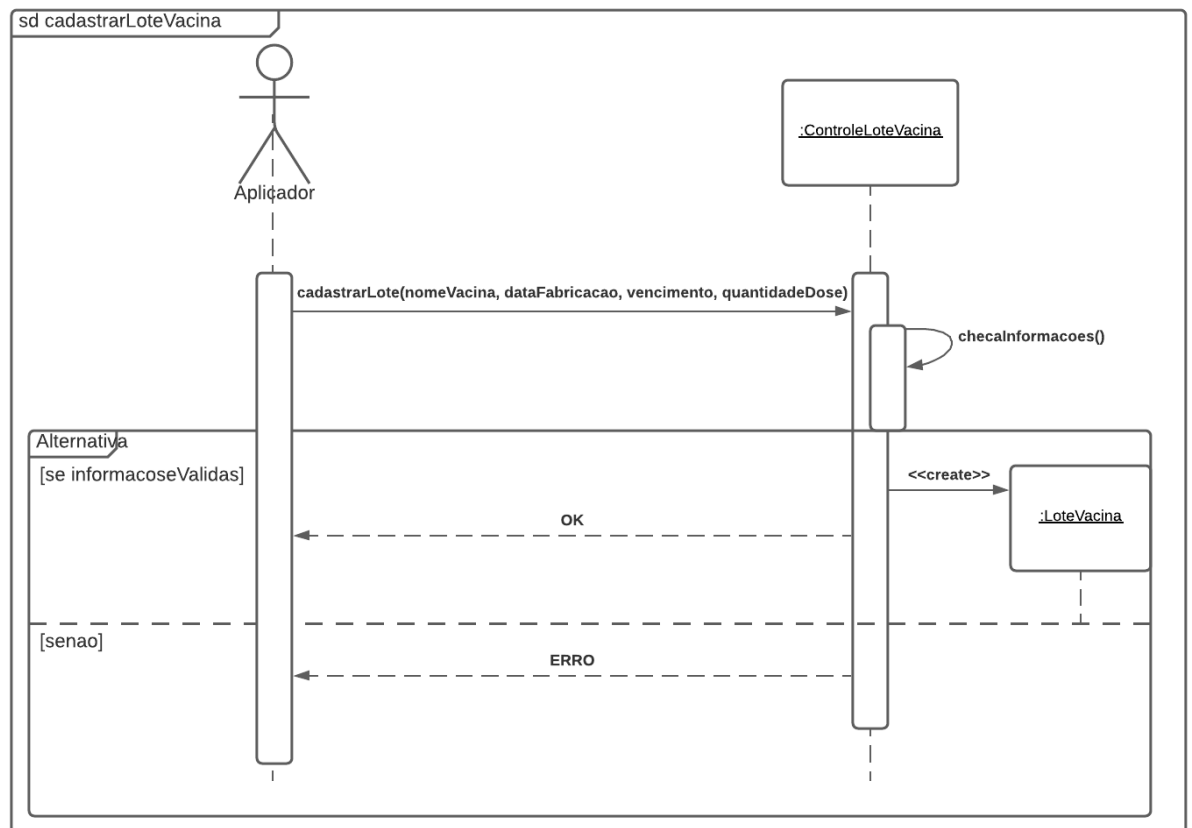 sd cadastrarLoteVacina
:ControleLoteVacina
Aplicador
cadastrarLote(nomeVacina, dataFabricacao, vencimento, quantidadeDose)
checaInformacoes()
Alternativa
[se informacoseValidas]
<<create>>
:LoteVacina
OK
[senao]
ERRO